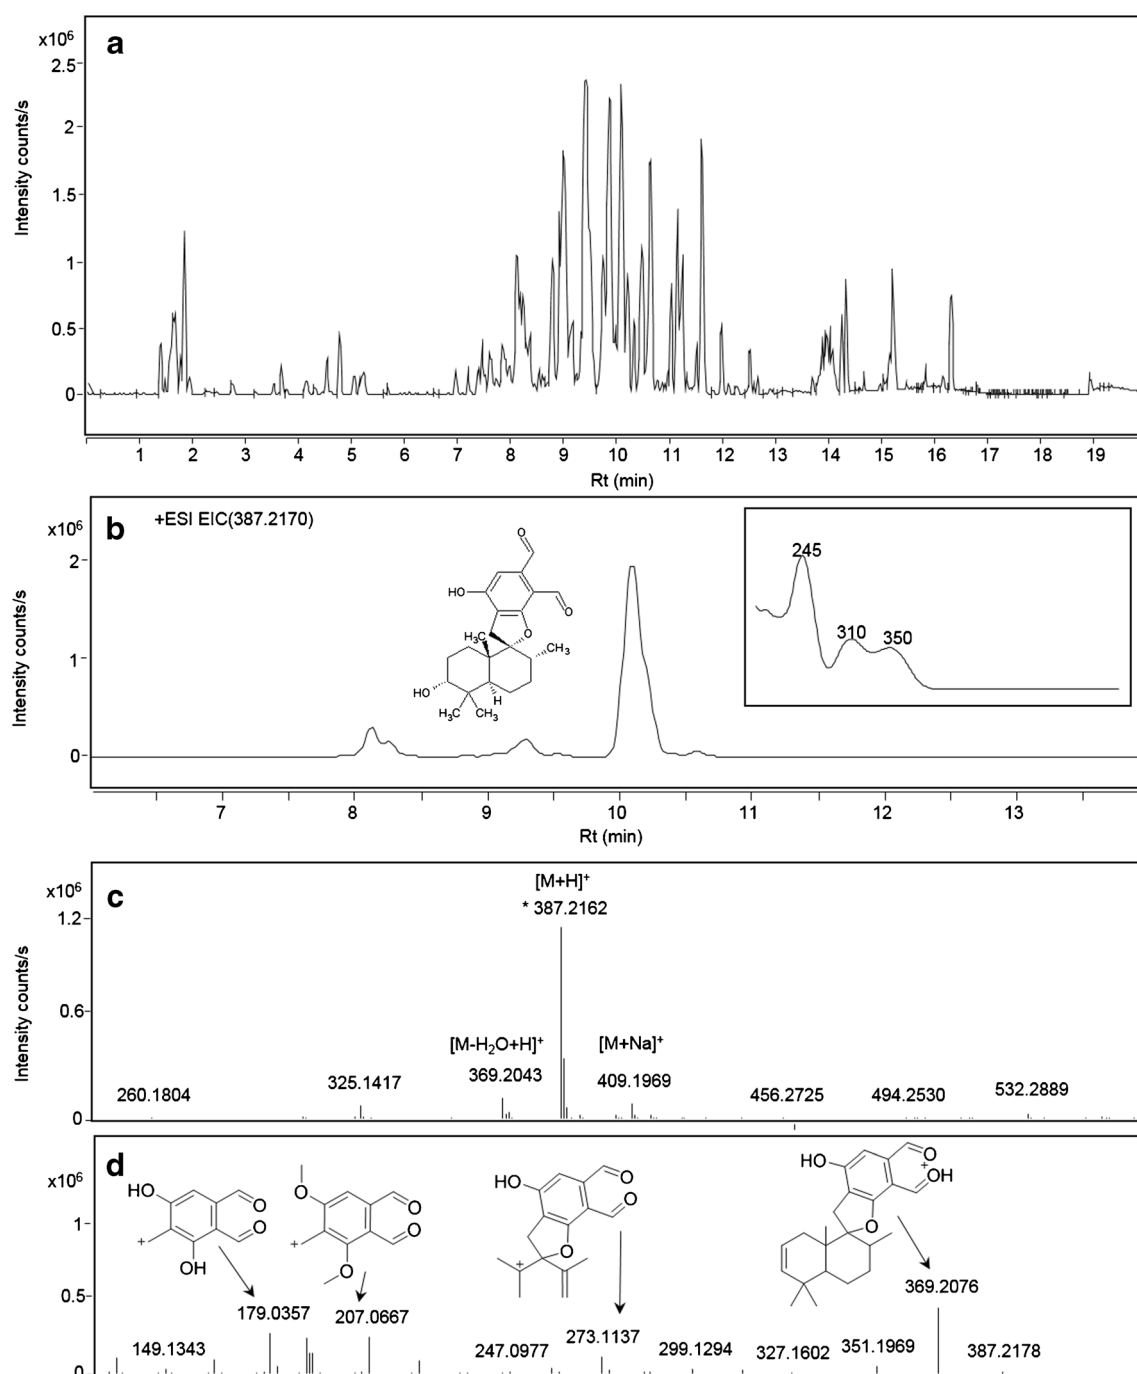 a
x10⁶
2.5
2
1.5
1
0.5
0
Intensity counts/s
1 2 3 4 5 6 7 8 9 10 11 12 13 14 15 16 17 18 19
Rt (min)
b
x10⁶
+ESI EIC(387.2170)
2
1
0
Intensity counts/s
O
HO
O
O
H₃C
CH₃
HO
H
H₃C CH₃
245
310 350
7 8 9 10 11 12 13
Rt (min)
c
x10⁶
1.2
0.6
0
Intensity counts/s
[M+H]⁺
* 387.2162
[M-H₂O+H]⁺ [M+Na]⁺
260.1804 325.1417 369.2043 409.1969 456.2725 494.2530 532.2889
d
x10⁶
1
0.5
0
HO
O
O
+
OH
O
O
O
+
O
HO
O
O
O
+
HO
O
+
OH
O
179.0357 207.0667 273.1137 369.2076
149.1343 247.0977 299.1294 327.1602 351.1969 387.2178